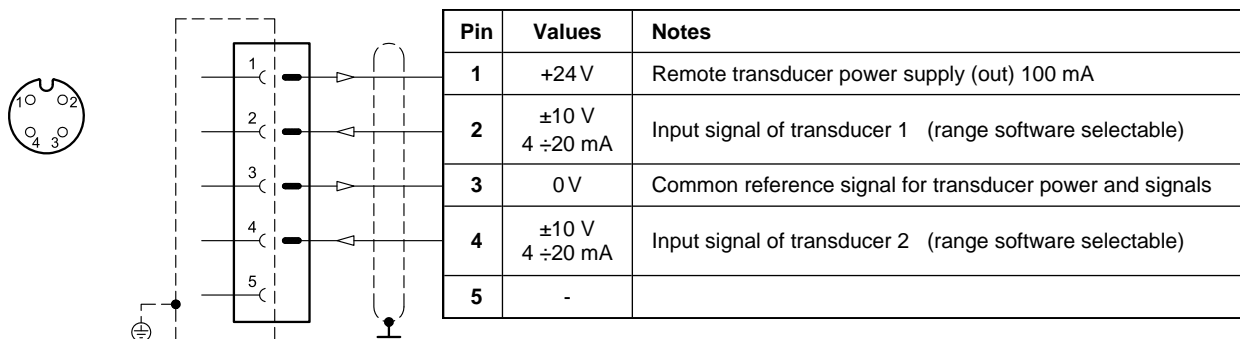 1 2
4 3
1
2
3
4
5
Pin Values Notes
1 +24 V Remote transducer power supply (out) 100 mA
2 ±10 V
4 ÷20 mA Input signal of transducer 1 (range software selectable)
3 0 V Common reference signal for transducer power and signals
4 ±10 V
4 ÷20 mA Input signal of transducer 2 (range software selectable)
5 -